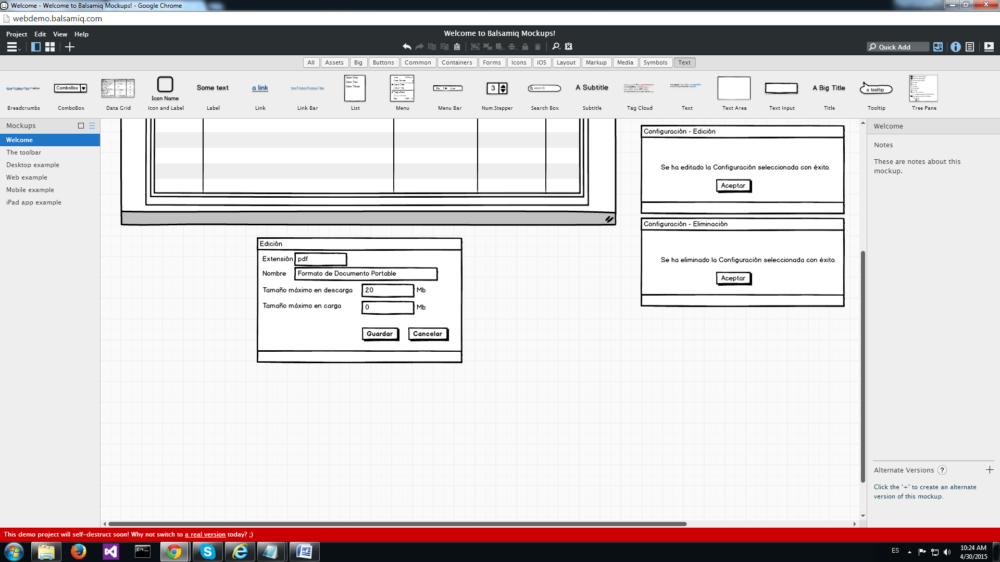 Welcome - Welcome to Balsamiq Mockups! - Google Chrome
webdemo.balsamiq.com
Project Edit View Help
Welcome to Balsamiq Mockups!
Quick Add
All Assets Big Buttons Common Containers Forms Icons iOS Layout Markup Media Symbols Text
ComboBox
Icon Name
Some text
a link
Item One
Item Two
Item Three
3
search
A Subtitle
A Big Title
a tooltip
Breadcrumbs ComboBox Data Grid Icon and Label Label Link Link Bar List Menu Menu Bar Num.Stepper Search Box Subtitle Tag Cloud Text Text Area Text Input Title Tooltip Tree Pane
Mockups
Welcome
The toolbar
Desktop example
Web example
Mobile example
iPad app example
Edición
Extensión pdf
Nombre Formato de Documento Portable
Tamaño máximo en descarga 20 Mb
Tamaño máximo en carga 0 Mb
Guardar Cancelar
Configuración - Edición
Se ha editado la Configuración seleccionada con éxito.
Aceptar
Configuración - Eliminación
Se ha eliminado la Configuración seleccionada con éxito.
Aceptar
Welcome
Notes
These are notes about this
mockup.
Alternate Versions ?
Click the '+' to create an alternate
version of this mockup.
This demo project will self-destruct soon! Why not switch to a real version today? ;)
ES
10:24 AM
4/30/2015